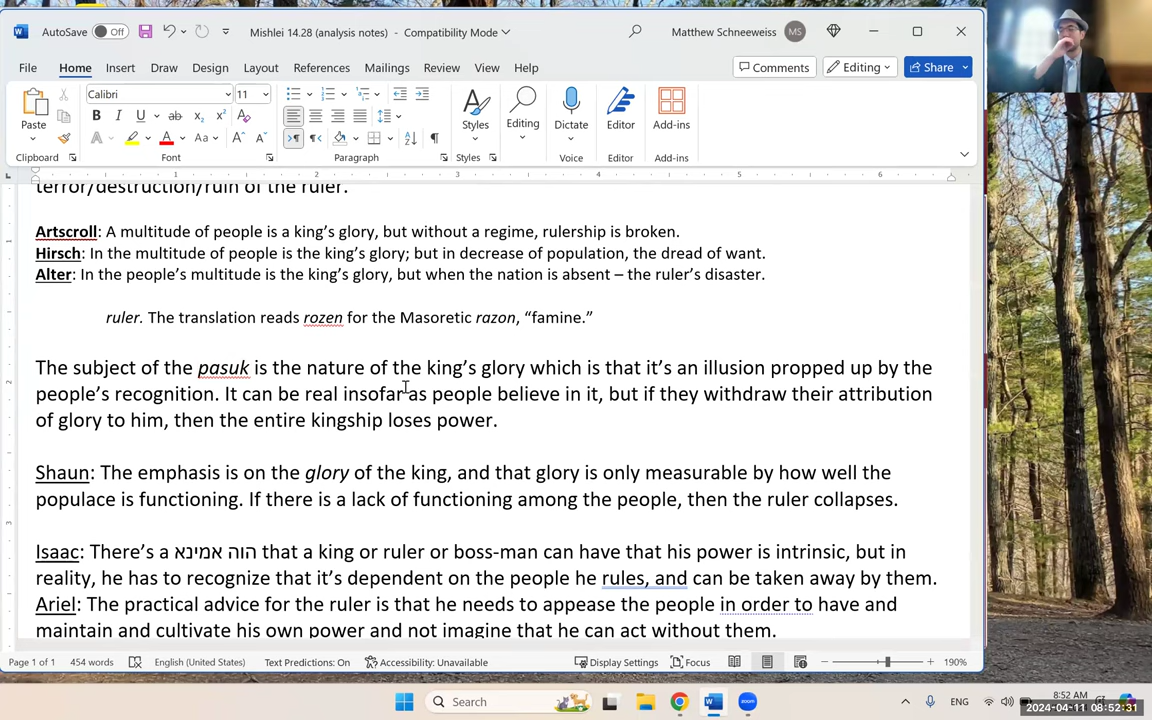 AutoSave Off Mishlei 14.28 (analysis notes) - Compatibility Mode Matthew Schneeweiss MS
File Home Insert Draw Design Layout References Mailings Review View Help Comments Editing Share
Calibri 11
Paste Styles Editing Dictate Editor Add-ins
Clipboard Font Paragraph Styles Voice Editor Add-ins
terror/destruction/ruin of the ruler.
Artscroll: A multitude of people is a king’s glory, but without a regime, rulership is broken.
Hirsch: In the multitude of people is the king’s glory; but in decrease of population, the dread of want.
Alter: In the people’s multitude is the king’s glory, but when the nation is absent – the ruler’s disaster.
ruler. The translation reads rozen for the Masoretic razon, “famine.”
The subject of the pasuk is the nature of the king’s glory which is that it’s an illusion propped up by the
people’s recognition. It can be real insofar as people believe in it, but if they withdraw their attribution
of glory to him, then the entire kingship loses power.
Shaun: The emphasis is on the glory of the king, and that glory is only measurable by how well the
populace is functioning. If there is a lack of functioning among the people, then the ruler collapses.
Isaac: There’s a הוה אמינא that a king or ruler or boss-man can have that his power is intrinsic, but in
reality, he has to recognize that it’s dependent on the people he rules, and can be taken away by them.
Ariel: The practical advice for the ruler is that he needs to appease the people in order to have and
maintain and cultivate his own power and not imagine that he can act without them.
Page 1 of 1 454 words English (United States) Text Predictions: On Accessibility: Unavailable Display Settings Focus 190%
Search zoom ENG 8:52 AM
2024-04-11 08:52:31